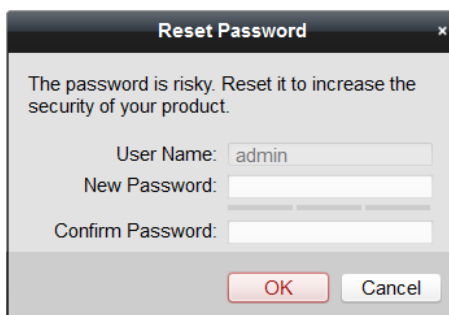 Reset Password ×
The password is risky. Reset it to increase the
security of your product.
User Name: admin
New Password:
Confirm Password:
OK Cancel